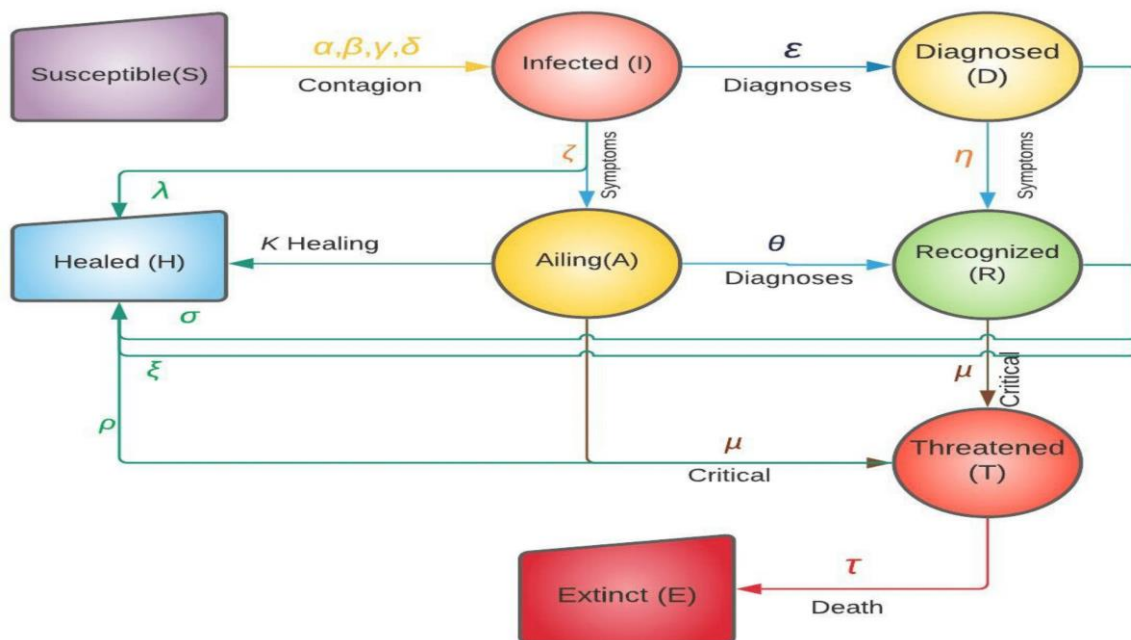 Susceptible(S)
α,β,γ,δ
Contagion
Infected (I)
ε
Diagnoses
Diagnosed
(D)
λ
ζ
Symptoms
η
Symptoms
Healed (H)
K Healing
Ailing(A)
θ
Diagnoses
Recognized
(R)
σ
ξ
ρ
μ
Critical
μ
Critical
Threatened
(T)
Extinct (E)
τ
Death